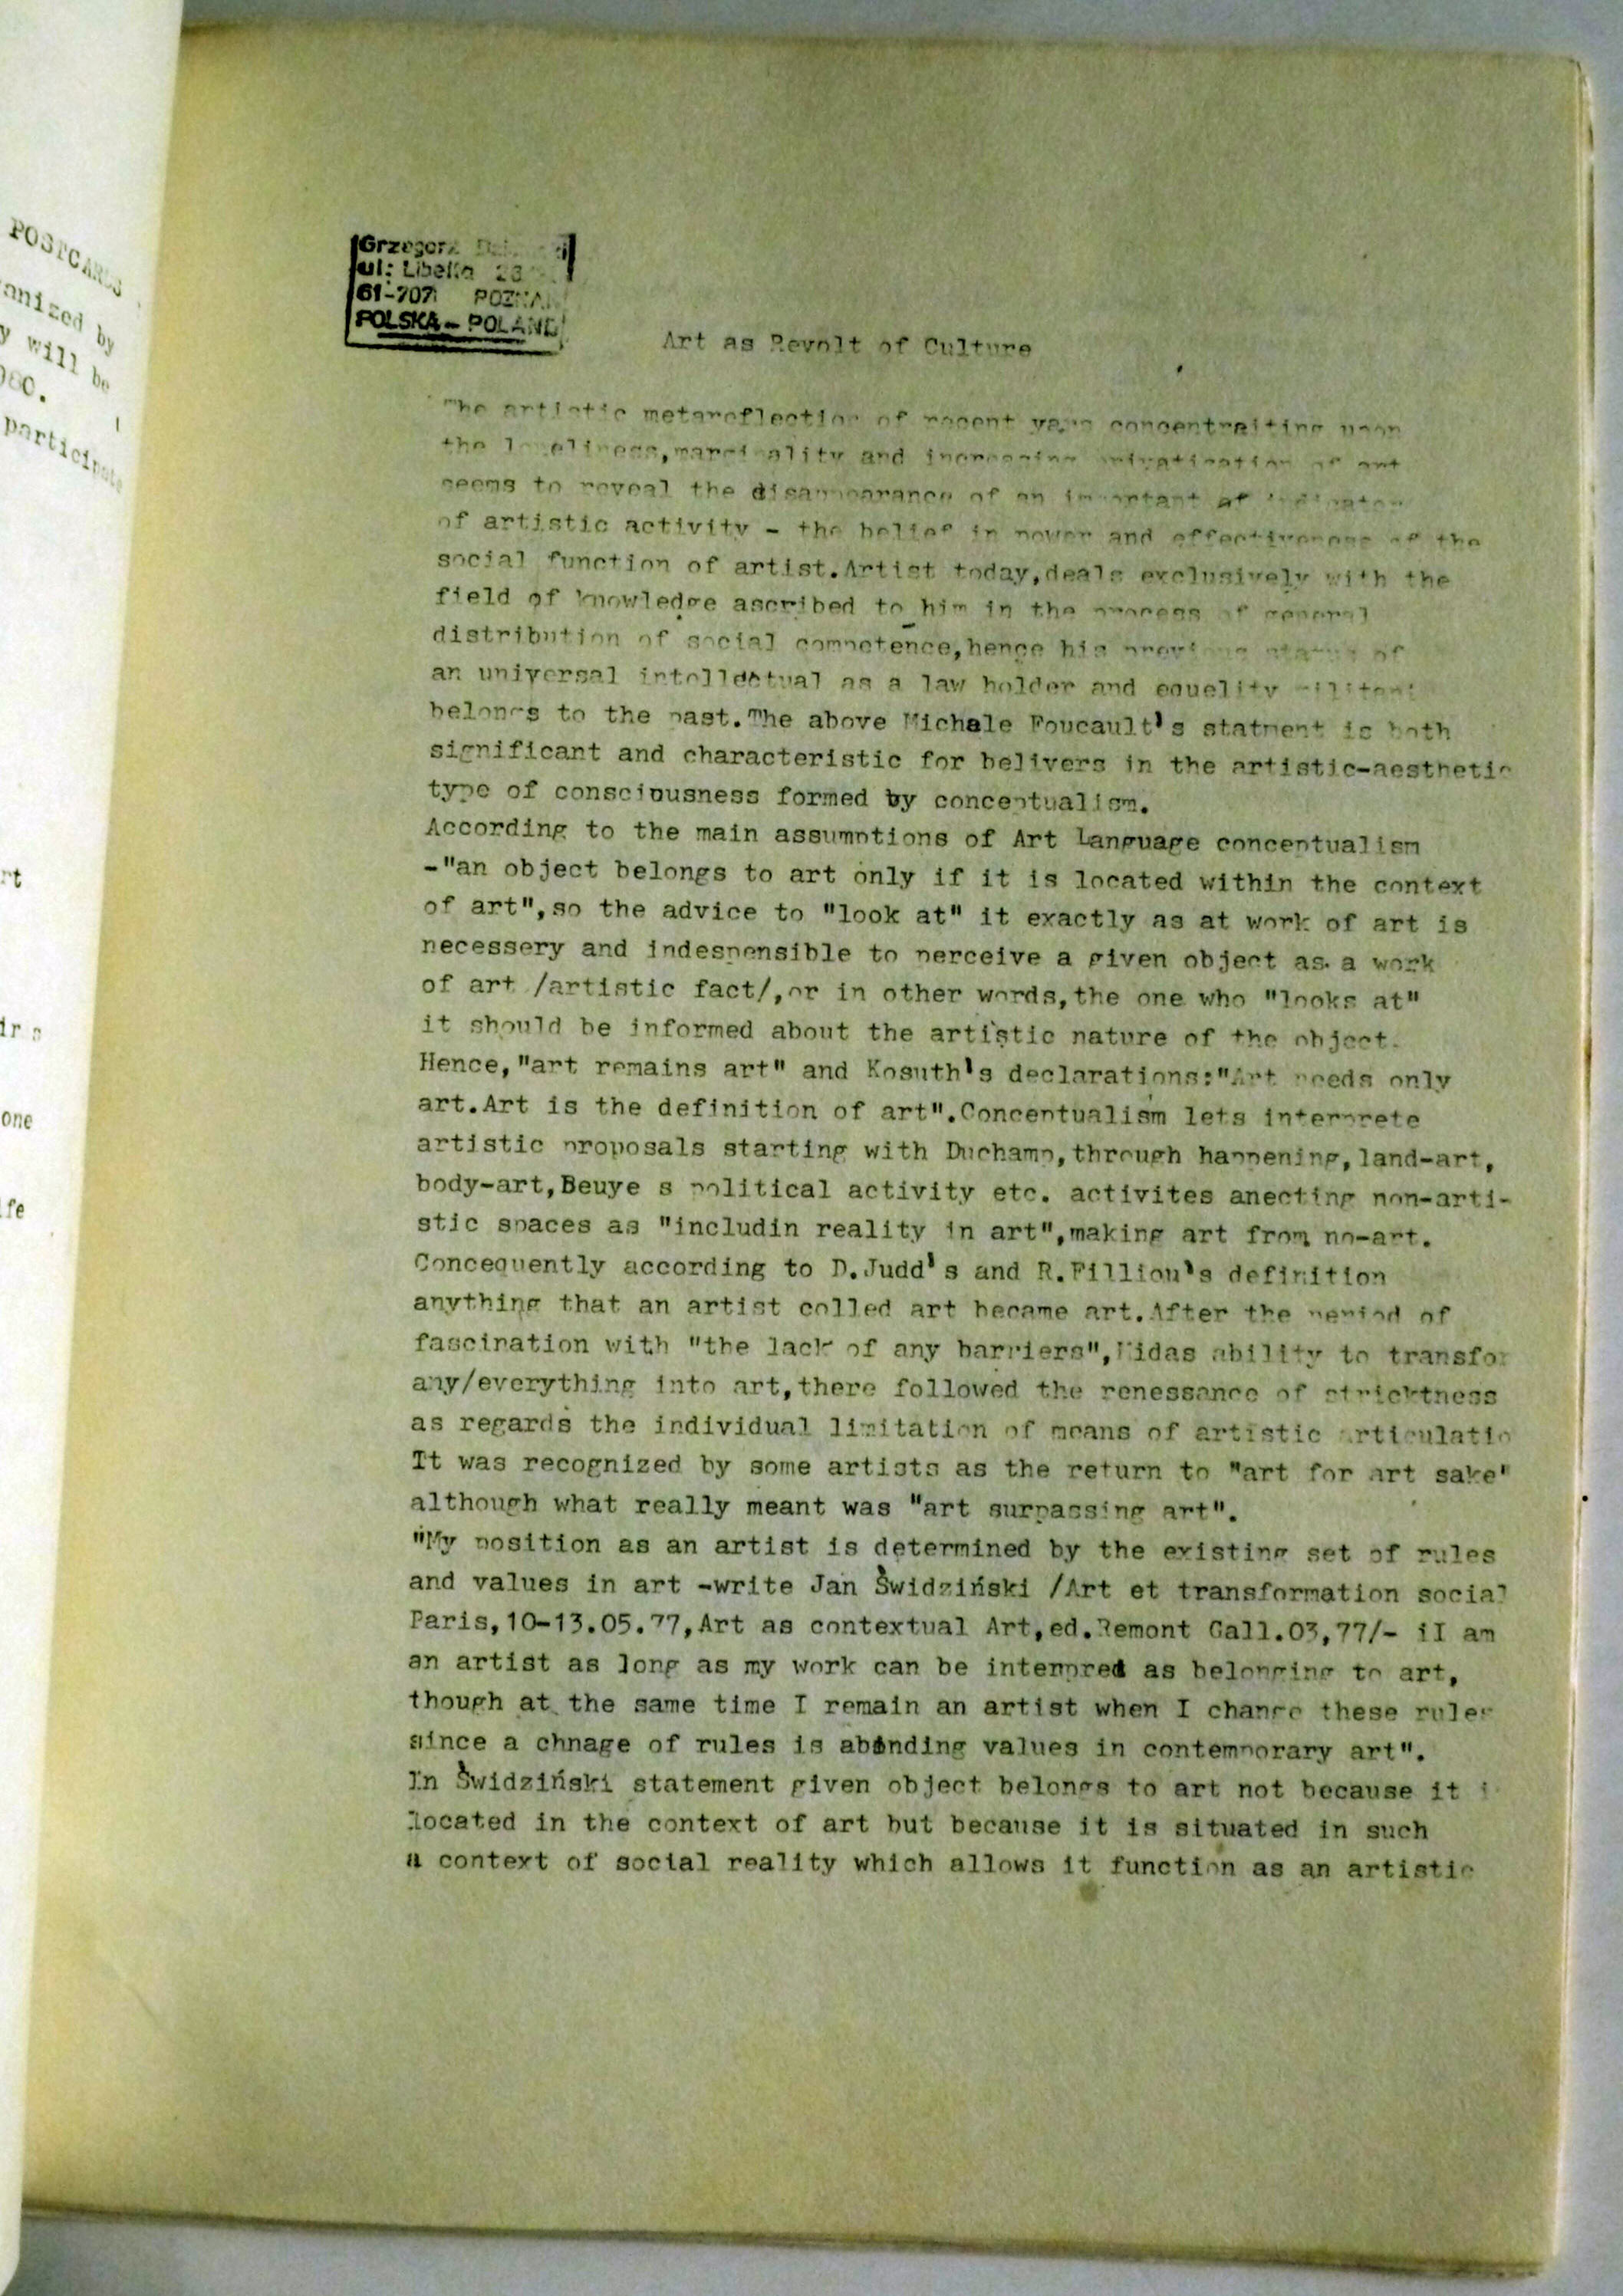 POSTCARDS
anized by
y will be
980.
participate
rt
ir
one
ife
Grzegorz
ul: Libelta 26
61-707 POZNAŃ
POLSKA - POLAND
Art as Revolt of Culture
The artistic metareflection of recent concentraiting upon
the loneliness,marginality and increasing privatization of art
seems to reveal the disappearance of an important
of artistic activity - the belief in power and effectiveness of the
social function of artist.Artist today,deals exclusively with the
field of knowledge ascribed to him in the process of general
distribution of social competence,hence his previous status of
an universal intelldetual as a law holder and equelity militant
belongs to the past.The above Michale Foucault's statment is both
significant and characteristic for belivers in the artistic-aesthetic
type of consciousness formed by conceptualism.
According to the main assumptions of Art Language conceptualism
-"an object belongs to art only if it is located within the context
of art",so the advice to "look at" it exactly as at work of art is
necessery and indespensible to perceive a given object as a work
of art /artistic fact/,or in other words,the one who "looks at"
it should be informed about the artistic nature of the object.
Hence,"art remains art" and Kosuth's declarations:"Art needs only
art.Art is the definition of art".Conceptualism lets interprete
artistic proposals starting with Duchamp,through happening,land-art,
body-art,Beuye s political activity etc. activites anecting non-arti-
stic spaces as "includin reality in art",making art from no-art.
Concequently according to D.Judd's and R.Filliou's definition
anything that an artist colled art became art.After the period of
fascination with "the lack of any barriers",Midas ability to transfor
any/everything into art,there followed the renessance of stricktness
as regards the individual limitation of means of artistic articulatio
It was recognized by some artists as the return to "art for art sake"
although what really meant was "art surpassing art".
"My position as an artist is determined by the existing set of rules
and values in art -write Jan Świdziński /Art et transformation social
Paris,10-13.05.77,Art as contextual Art,ed.Remont Gall.03,77/- iI am
an artist as long as my work can be interpred as belonging to art,
though at the same time I remain an artist when I change these rules
since a chnage of rules is abinding values in contemporary art".
In Świdziński statement given object belongs to art not because it i
located in the context of art but because it is situated in such
a context of social reality which allows it function as an artistic